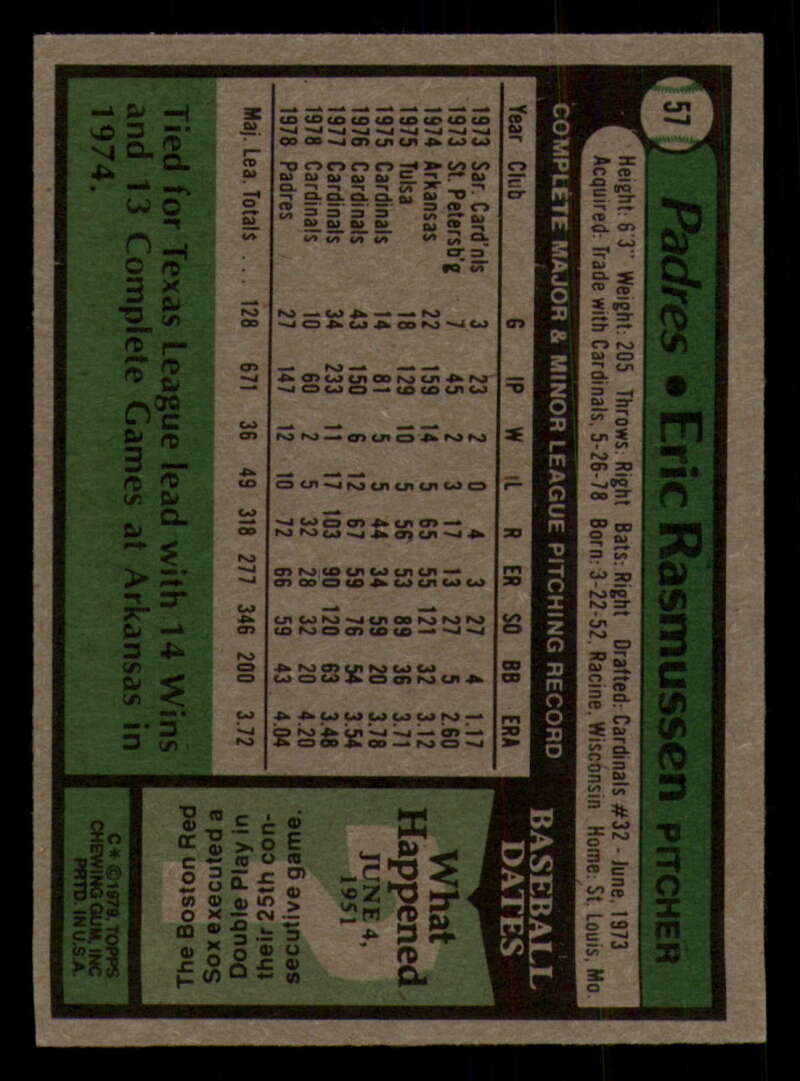 57
Padres • Eric Rasmussen PITCHER
Height: 6'3" Weight: 205 Throws: Right Bats: Right Drafted: Cardinals #32 - June, 1973
Acquired: Trade with Cardinals, 5-26-78 Born: 3-22-52, Racine, Wisconsin Home: St. Louis, Mo.
COMPLETE MAJOR & MINOR LEAGUE PITCHING RECORD
Year Club G IP W L R ER SO BB ERA
1973 Sar. Card'nls 3 23 2 0 4 3 27 4 1.17
1973 St. Petersb'g 7 45 2 3 17 13 27 5 2.60
1974 Arkansas 22 159 14 5 65 55 121 32 3.12
1975 Tulsa 18 129 10 5 56 53 89 36 3.71
1975 Cardinals 14 81 5 5 44 34 59 20 3.78
1976 Cardinals 43 150 6 12 67 59 76 54 3.54
1977 Cardinals 34 233 11 17 103 90 120 63 3.48
1978 Cardinals 10 60 2 5 32 28 32 20 4.20
1978 Padres 27 147 12 10 72 66 59 43 4.04
Maj. Lea. Totals . . . 128 671 36 49 318 277 346 200 3.72
Tied for Texas League lead with 14 Wins
and 13 Complete Games at Arkansas in
1974.
BASEBALL
DATES
What
Happened
JUNE 4,
1951
The Boston Red
Sox executed a
Double Play in
their 25th con-
secutive game.
C* ©1979, TOPPS
CHEWING GUM, INC
PRTD. IN U.S.A.